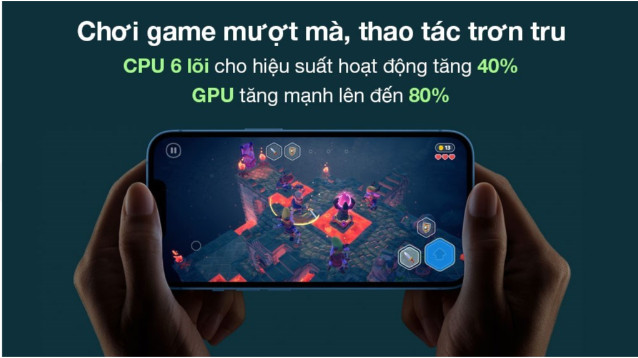 Chơi game mượt mà, thao tác trơn tru
CPU 6 lõi cho hiệu suất hoạt động tăng 40%
GPU tăng mạnh lên đến 80%
13